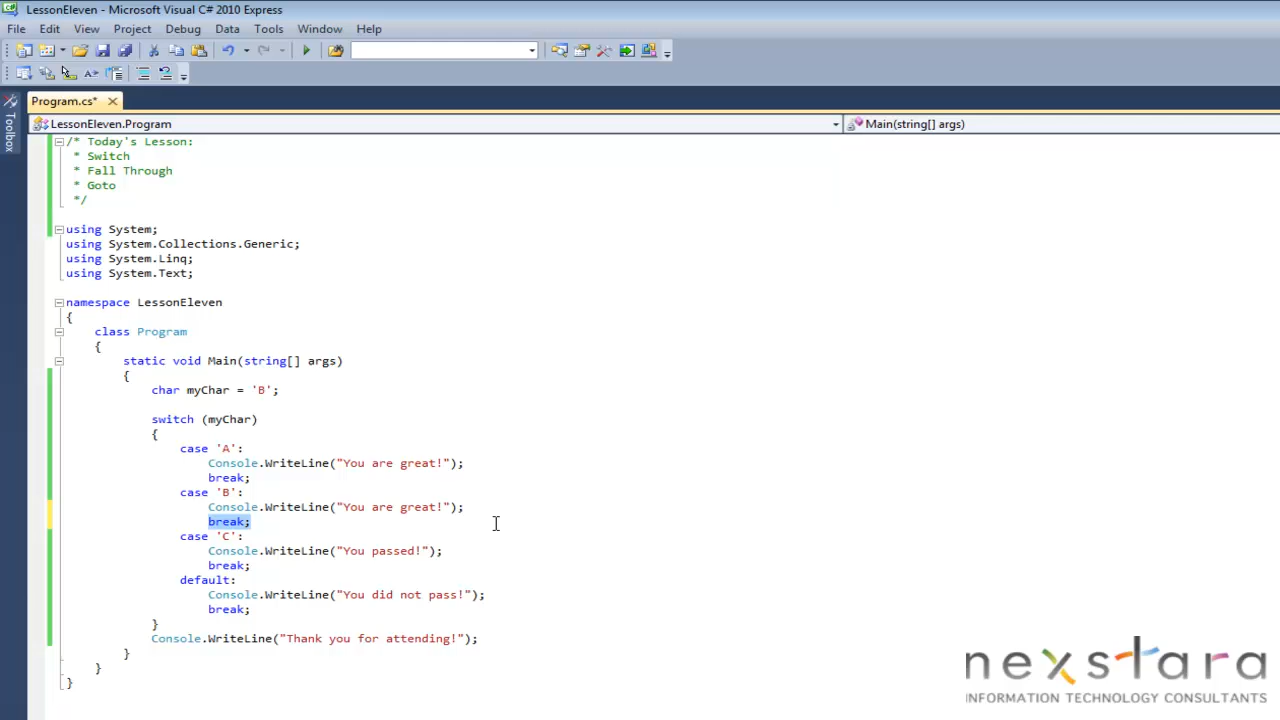 LessonEleven - Microsoft Visual C# 2010 Express
File Edit View Project Debug Data Tools Window Help
Program.cs*
Toolbox
LessonEleven.Program Main(string[] args)
/* Today's Lesson:
* Switch
* Fall Through
* Goto
*/
using System;
using System.Collections.Generic;
using System.Linq;
using System.Text;
namespace LessonEleven
{
class Program
{
static void Main(string[] args)
{
char myChar = 'B';
switch (myChar)
{
case 'A':
Console.WriteLine("You are great!");
break;
case 'B':
Console.WriteLine("You are great!");
break;
case 'C':
Console.WriteLine("You passed!");
break;
default:
Console.WriteLine("You did not pass!");
break;
}
Console.WriteLine("Thank you for attending!");
}
}
}
nexstara
INFORMATION TECHNOLOGY CONSULTANTS